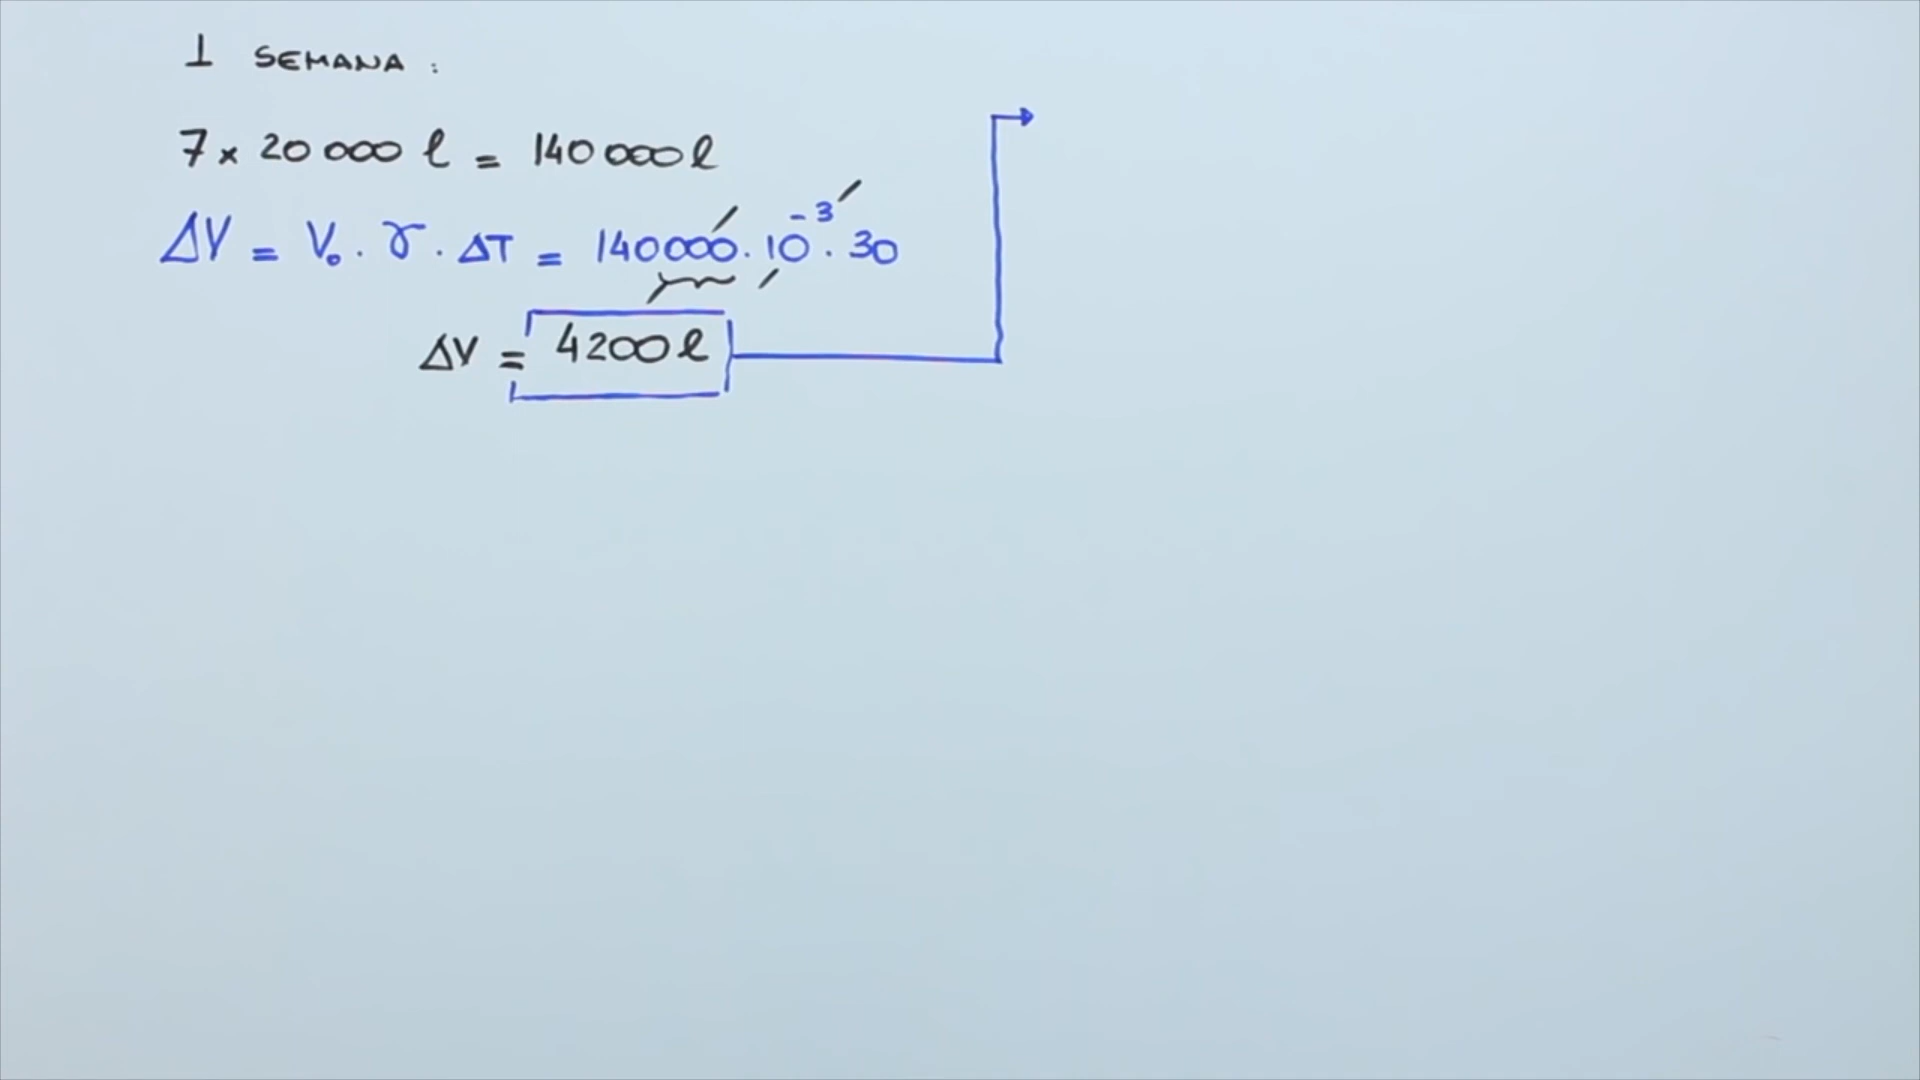 1 SEMANA :
7 × 20 000 l = 140 000 l
ΔV = V₀ . γ . ΔT = 140000 . 10⁻³ . 30
ΔV = 4200 l